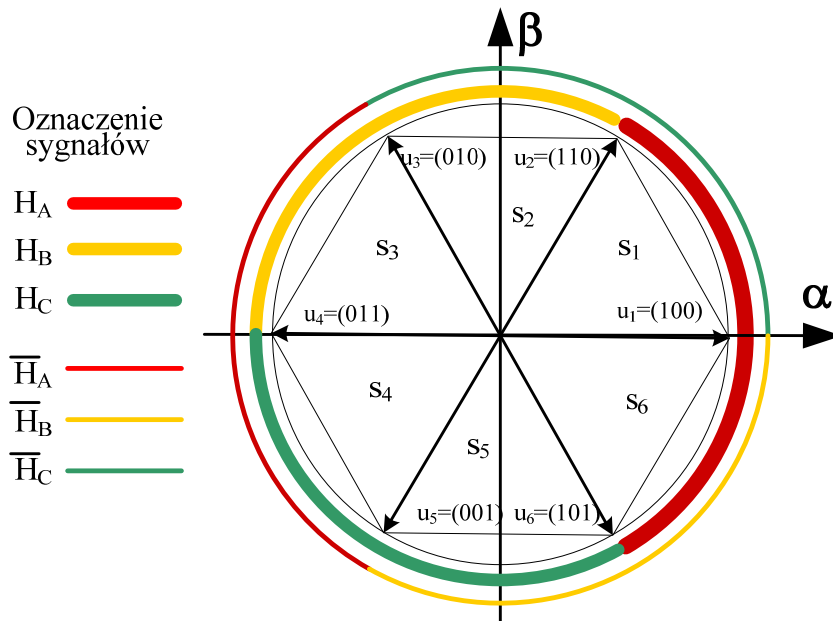 β
Oznaczenie
sygnałów
u₃=(010) u₂=(110)
H_A
s₂
H_B
s₃ s₁
H_C
u₄=(011) u₁=(100)
α
H̅_A
s₄ s₆
H̅_B
s₅
H̅_C
u₅=(001) u₆=(101)